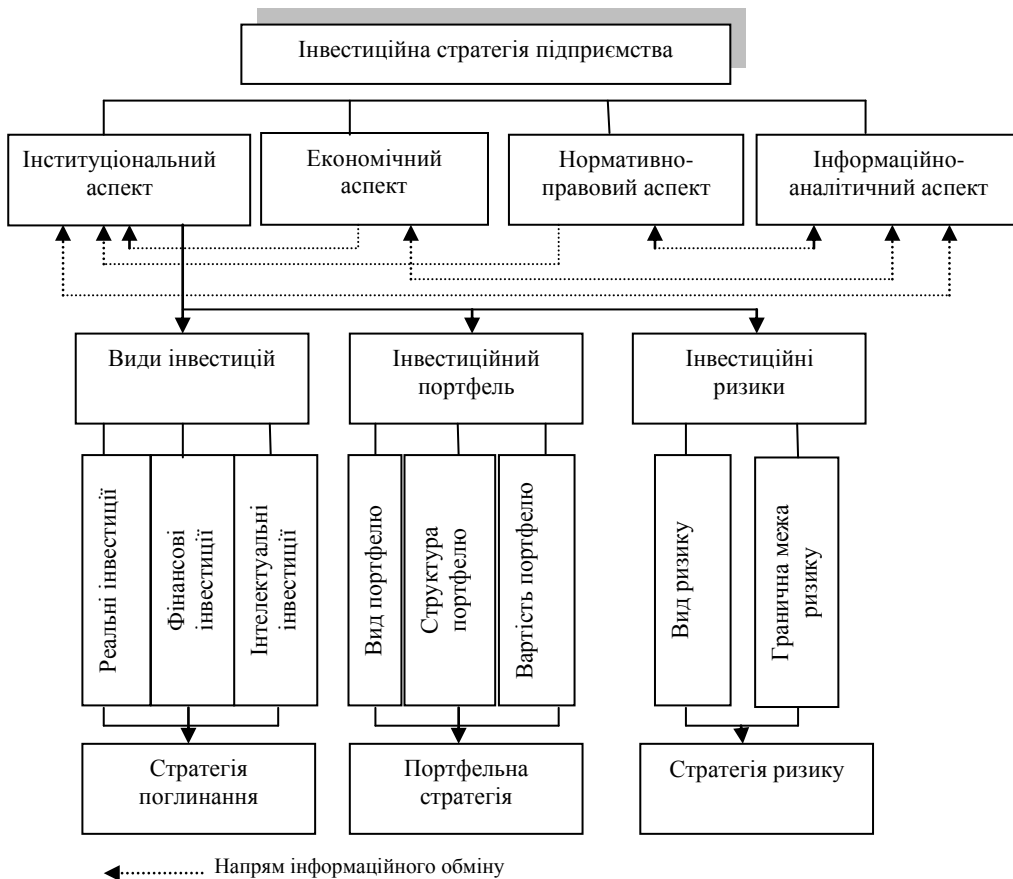 Інвестиційна стратегія підприємства
Інституціональний
аспект
Економічний
аспект
Нормативно-
правовий аспект
Інформаційно-
аналітичний аспект
Види інвестицій
Інвестиційний
портфель
Інвестиційні
ризики
Реальні інвестиції
Фінансові
інвестиції
Інтелектуальні
інвестиції
Вид портфелю
Структура
портфелю
Вартість портфелю
Вид ризику
Гранична межа
ризику
Стратегія
поглинання
Портфельна
стратегія
Стратегія ризику
Напрям інформаційного обміну